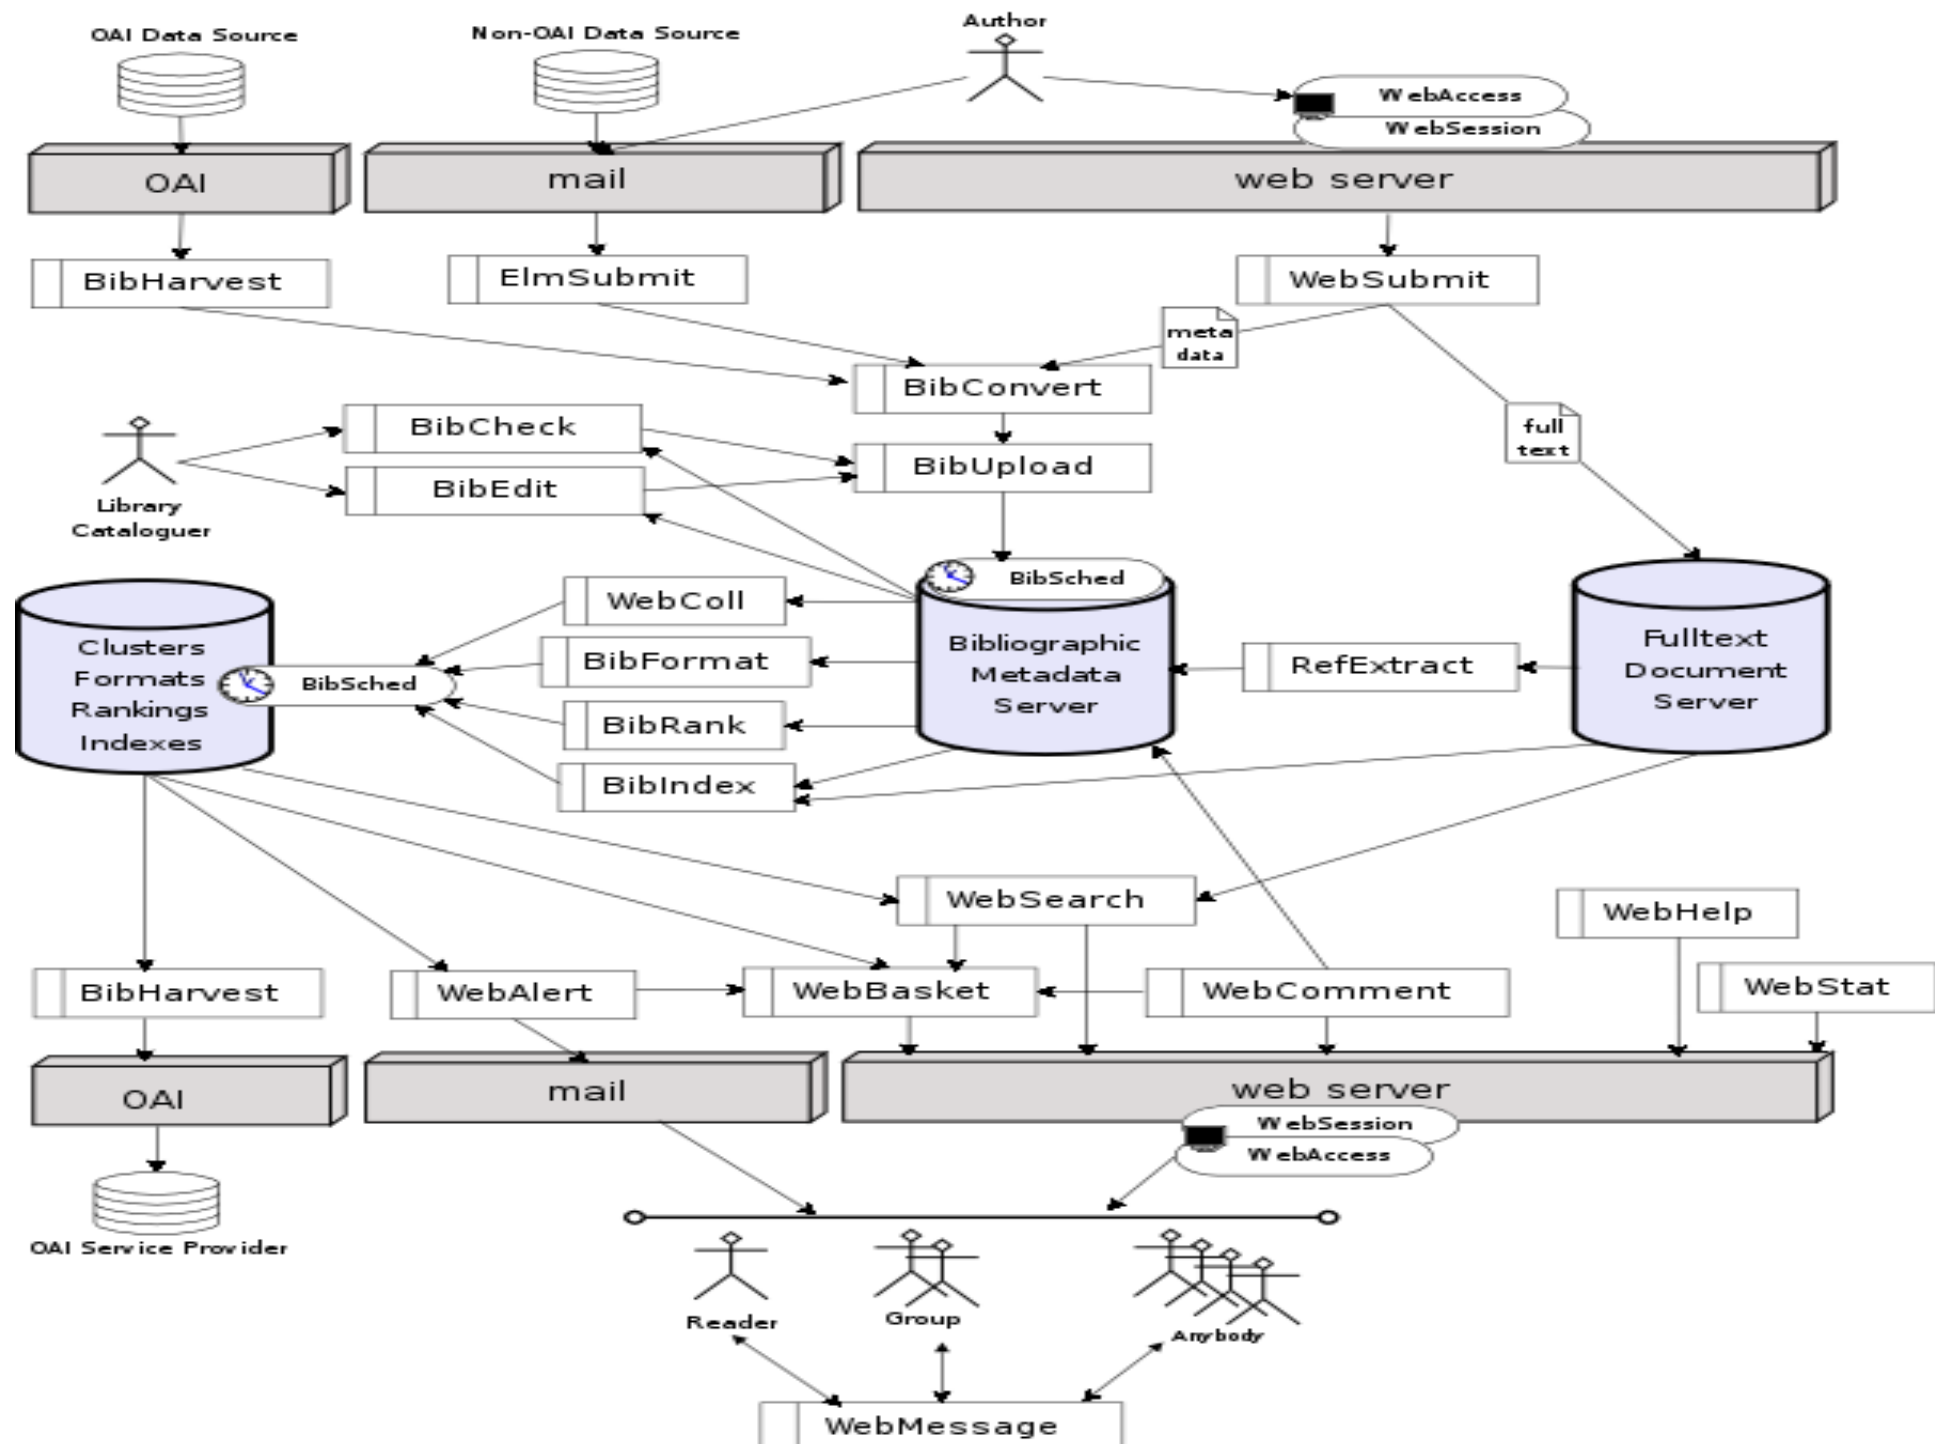 OAI Data Source
Non-OAI Data Source
Author
WebAccess
WebSession
OAI
mail
web server
BibHarvest
ElmSubmit
WebSubmit
meta
data
BibConvert
full
text
BibCheck
BibUpload
BibEdit
Library
Cataloguer
BibSched
WebColl
Clusters
Formats
Rankings
Indexes
BibSched
BibFormat
BibRank
BibIndex
Bibliographic
Metadata
Server
RefExtract
Fulltext
Document
Server
WebSearch
WebHelp
BibHarvest
WebAlert
WebBasket
WebComment
WebStat
OAI
mail
web server
WebSession
WebAccess
OAI Service Provider
Reader
Group
Anybody
WebMessage